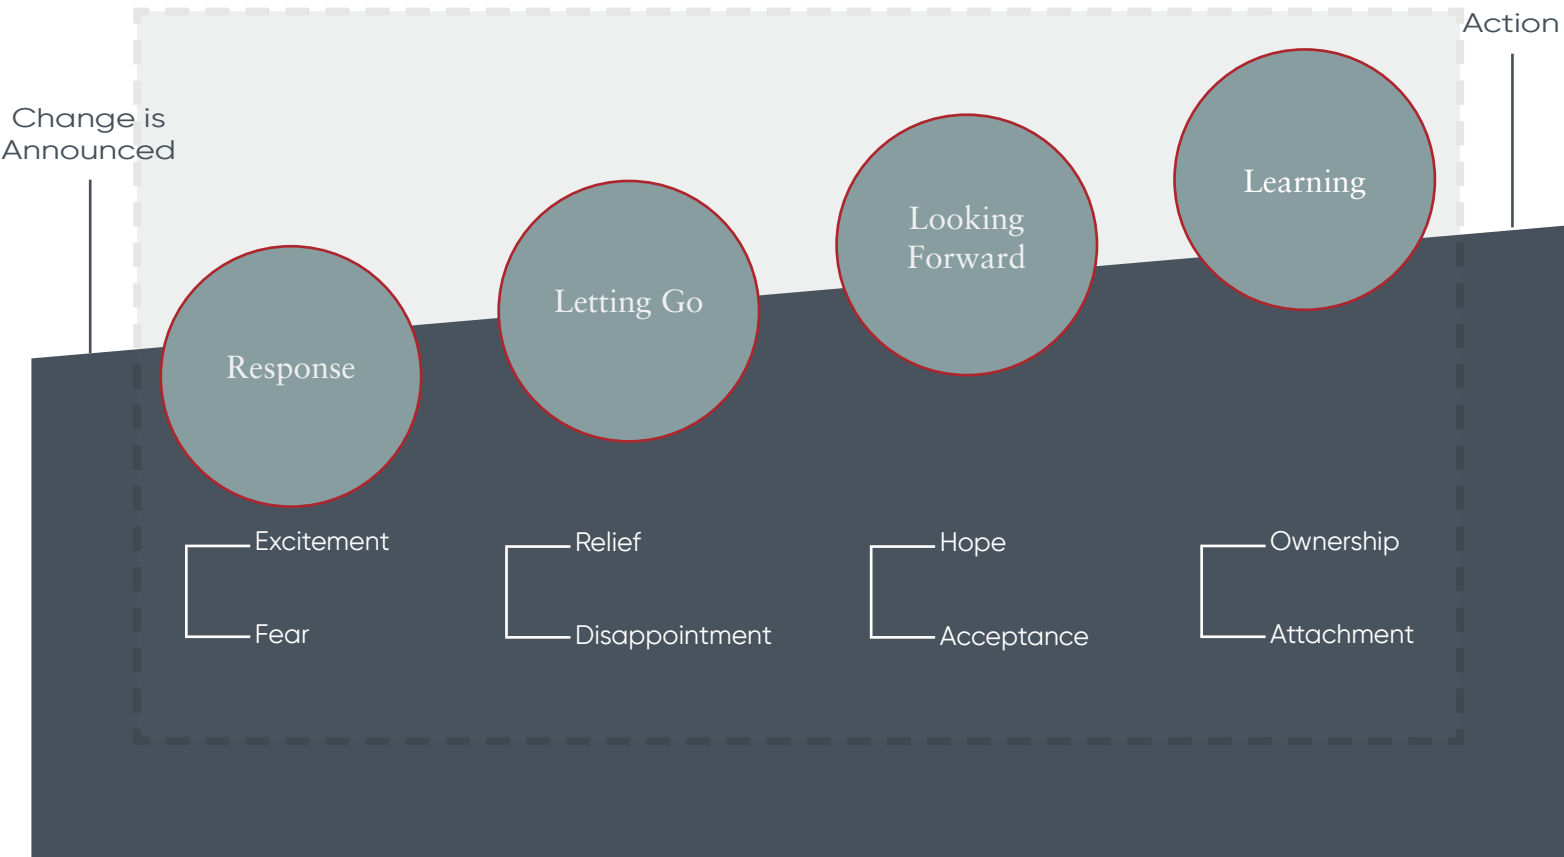 Change is
Announced
Action
Response
Letting Go
Looking
Forward
Learning
Excitement
Fear
Relief
Disappointment
Hope
Acceptance
Ownership
Attachment